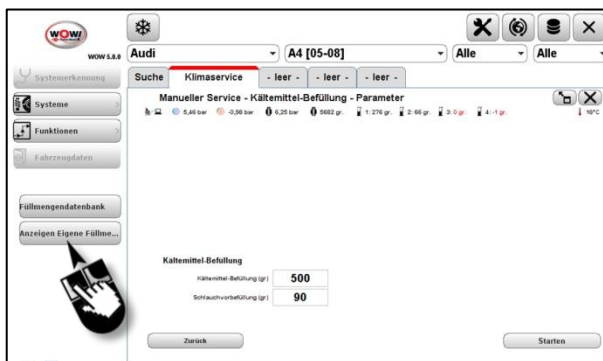 WOW!
WOW 5.8.0
Audi
A4 [05-08]
Alle
Alle
Systemerkennung
Suche
Klimaservice
- leer -
- leer -
- leer -
Manueller Service - Kältemittel-Befüllung - Parameter
Systeme
5,46 bar
-0,56 bar
6,25 bar
5682 gr.
1: 276 gr.
2: 66 gr.
3: 0 gr.
4: -1 gr.
16°C
Funktionen
Fahrzeugdaten
Füllmengendatenbank
Anzeigen Eigene Füllme...
Kältemittel-Befüllung
Kältemittel-Befüllung (gr) 500
Schlauchvorbefüllung (gr) 90
Zurück
Starten